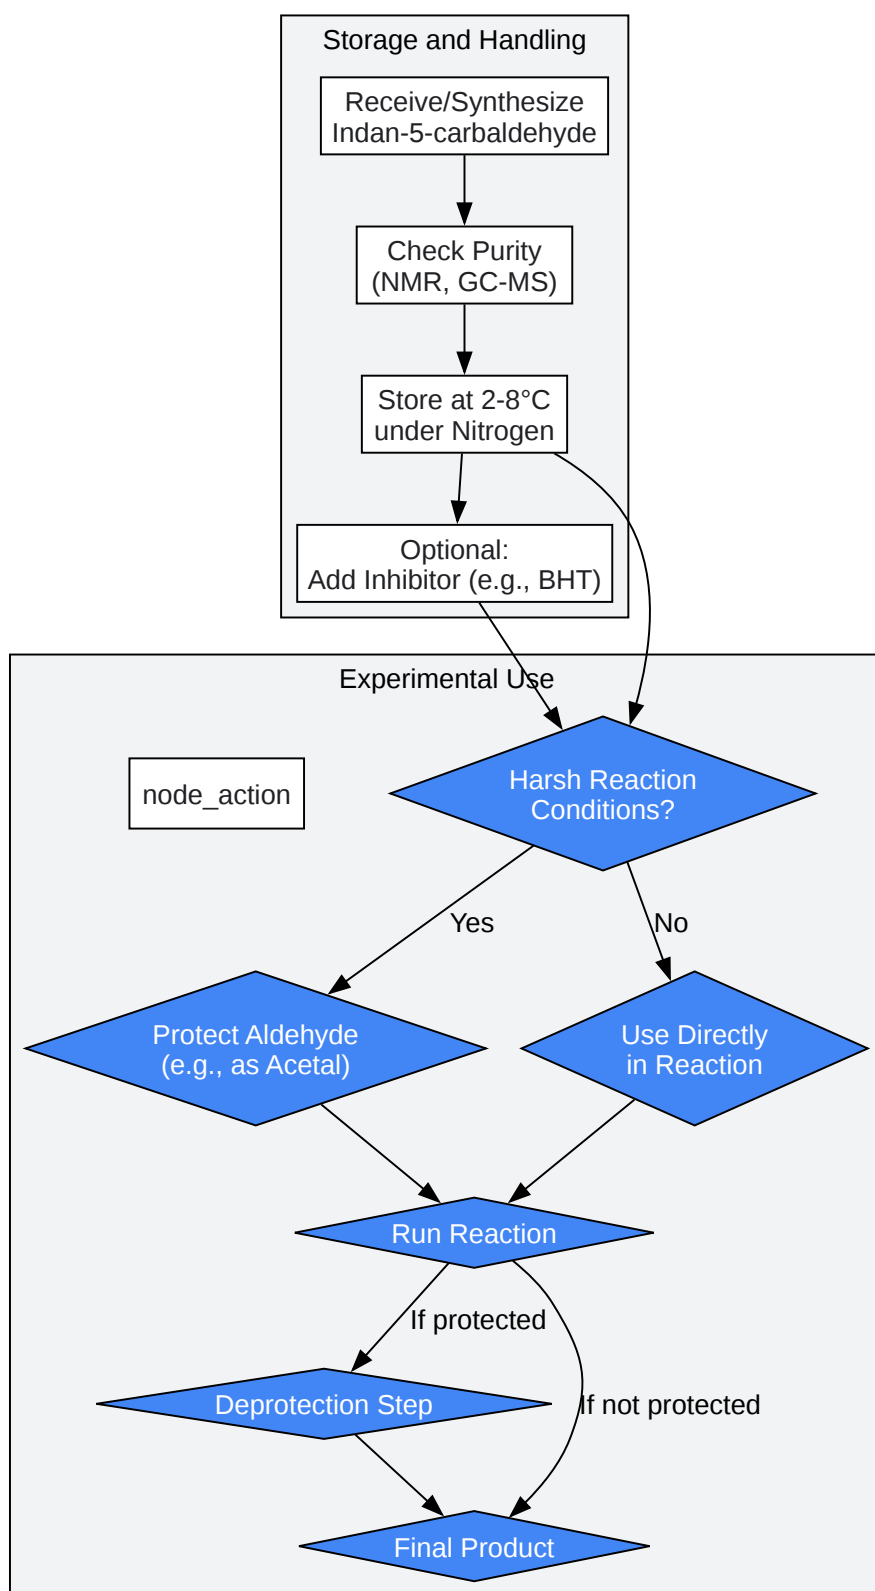 Storage and Handling
Receive/Synthesize
Indan-5-carbaldehyde
Check Purity
(NMR, GC-MS)
Store at 2-8°C
under Nitrogen
Optional:
Add Inhibitor (e.g., BHT)
Experimental Use
node_action
Harsh Reaction
Conditions?
Yes
No
Protect Aldehyde
(e.g., as Acetal)
Use Directly
in Reaction
Run Reaction
If protected
Deprotection Step
If not protected
Final Product